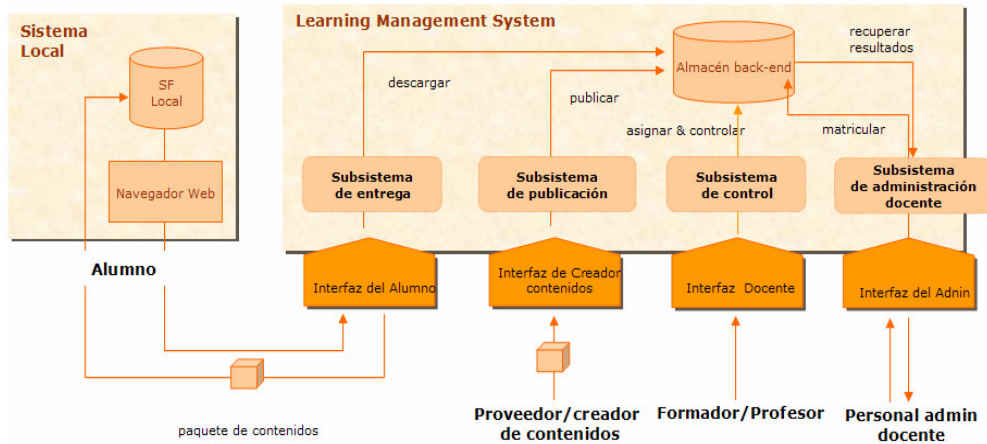 Sistema
Local
SF
Local
Navegador Web
Alumno
paquete de contenidos
Learning Management System
descargar
publicar
Almacén back-end
recuperar
resultados
asignar & controlar
matricular
Subsistema
de entrega
Subsistema
de publicación
Subsistema
de control
Subsistema
de administración
docente
Interfaz del Alumno
Interfaz de Creador
contenidos
Interfaz Docente
Interfaz del Adnin
Proveedor/creador
de contenidos
Formador/Profesor
Personal admin
docente